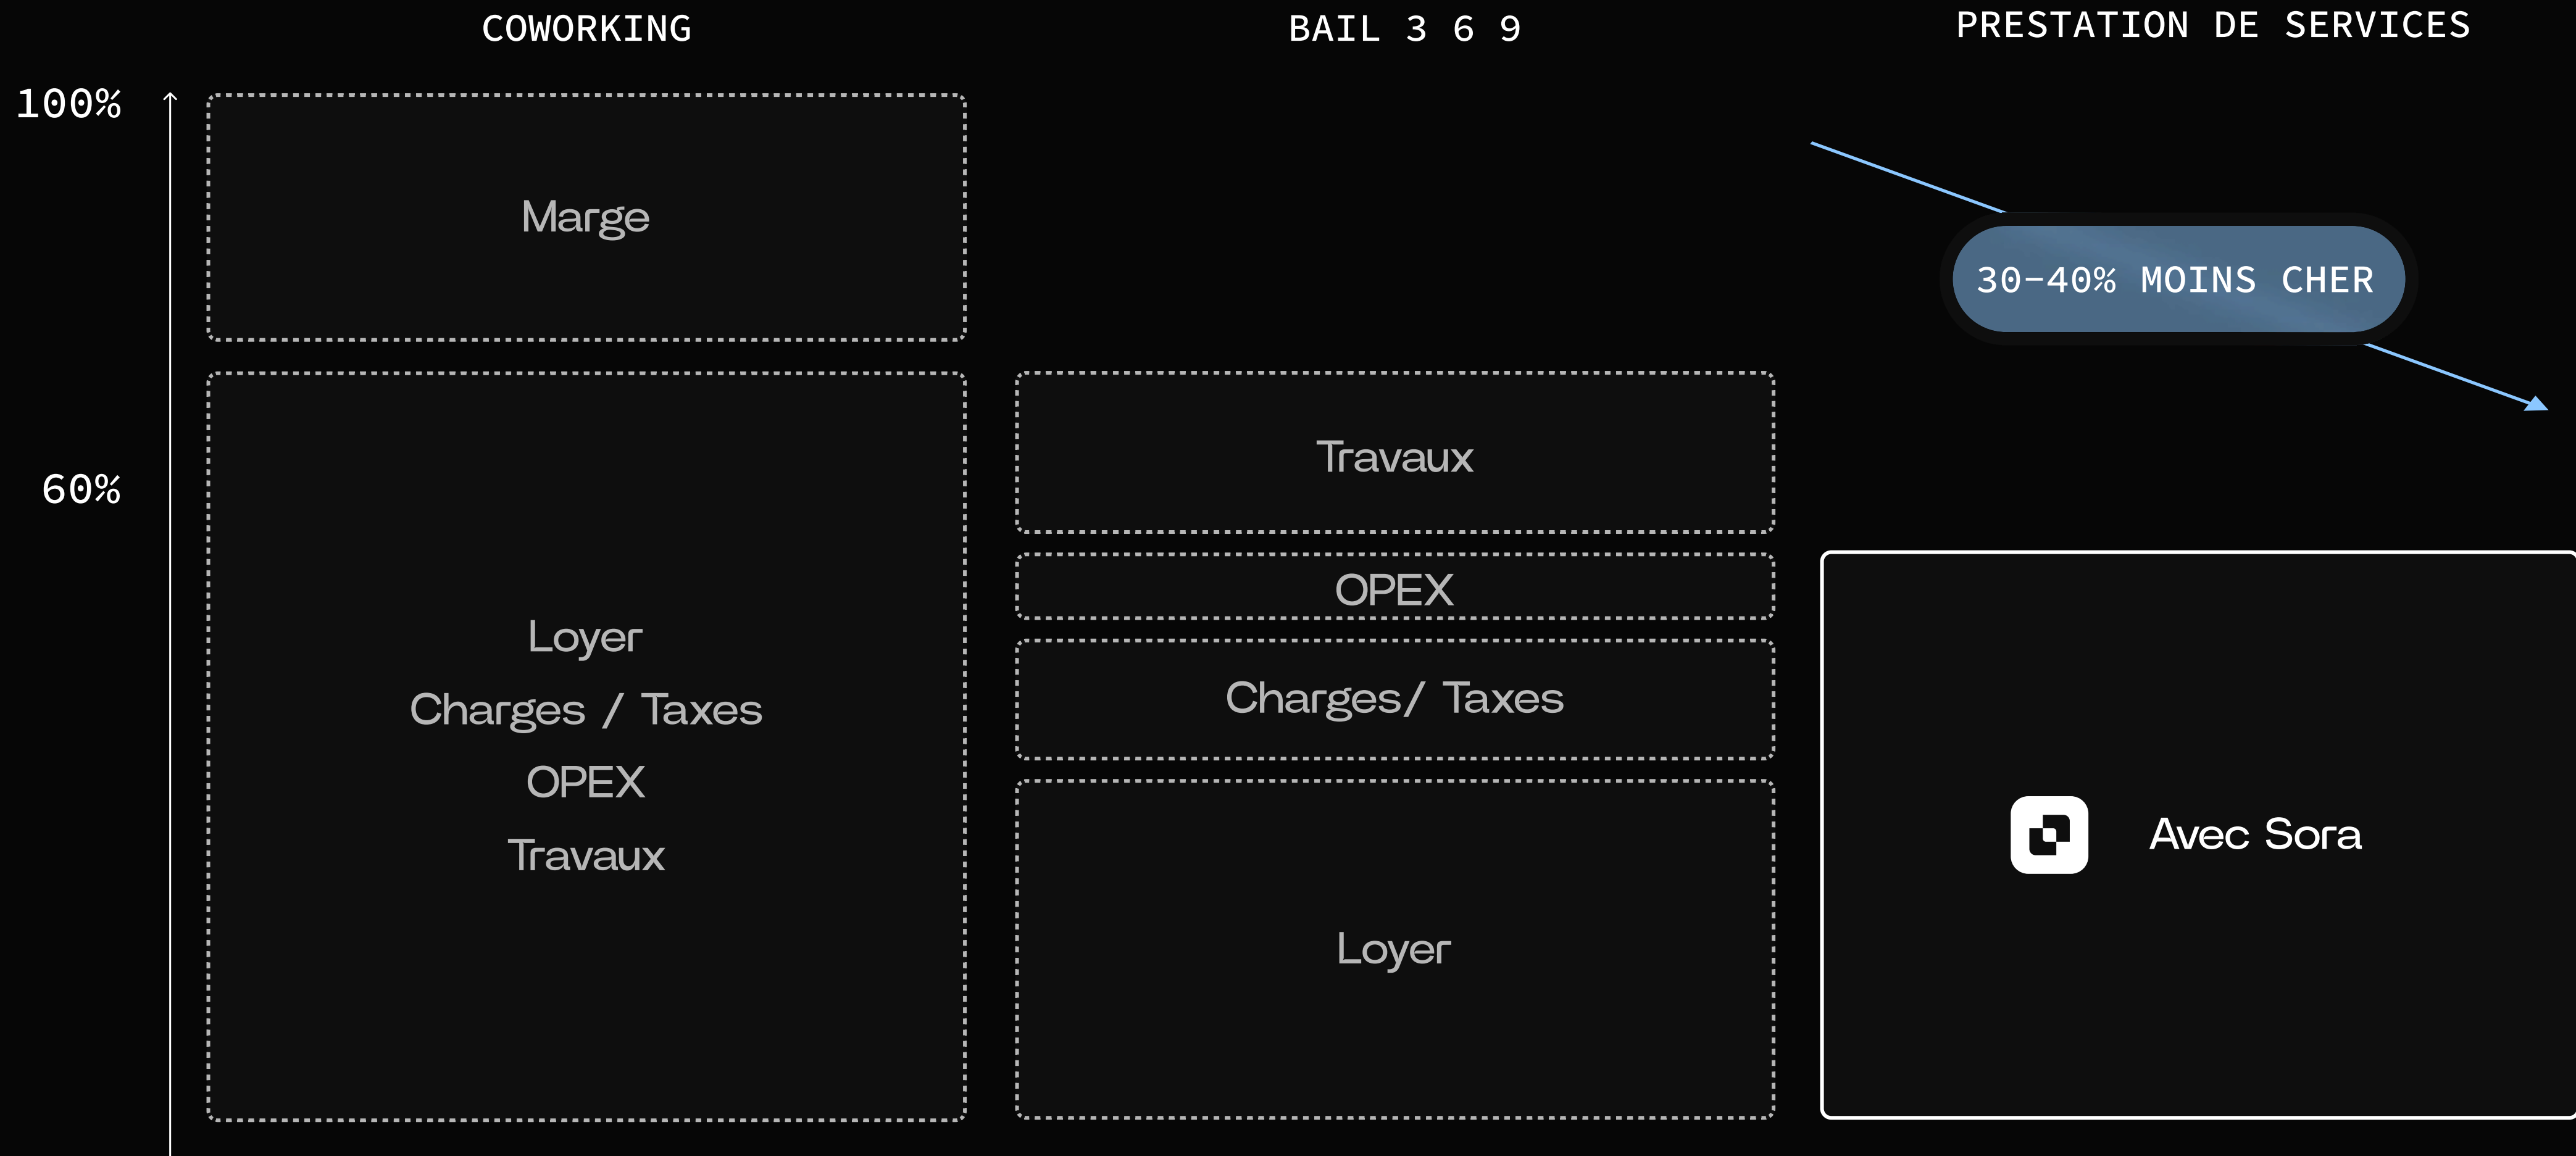 COWORKING
BAIL 3 6 9
PRESTATION DE SERVICES
100%
60%
Marge
Loyer
Charges / Taxes
OPEX
Travaux
Travaux
OPEX
Charges/ Taxes
Loyer
30-40% MOINS CHER
Avec Sora